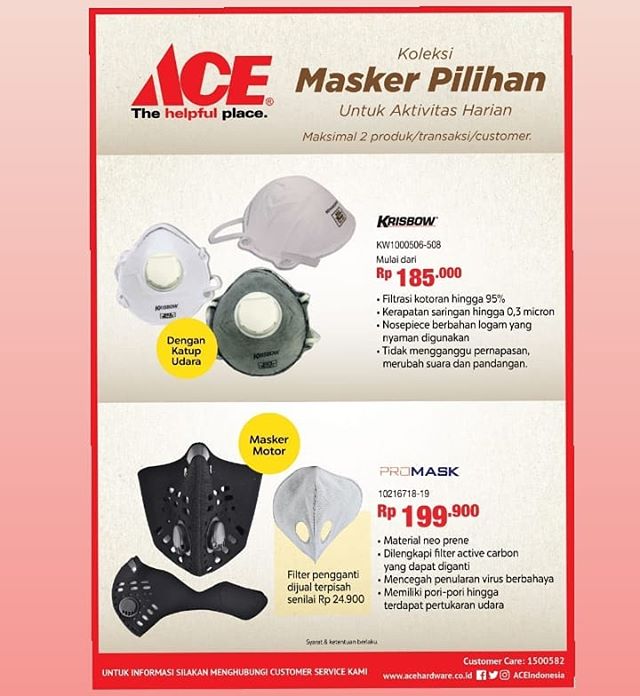 ACE®
The helpful place.
Koleksi
Masker Pilihan
Untuk Aktivitas Harian
Maksimal 2 produk/transaksi/customer.
KRISBOW
KW1000506-508
Mulai dari
Rp 185.000
• Filtrasi kotoran hingga 95%
• Kerapatan saringan hingga 0,3 micron
• Nosepiece berbahan logam yang
nyaman digunakan
• Tidak mengganggu pernapasan,
merubah suara dan pandangan.
KRISBOW
KRISBOW
Dengan
Katup
Udara
Masker
Motor
PROMASK
10216718-19
Rp 199.900
• Material neo prene
• Dilengkapi filter active carbon
yang dapat diganti
• Mencegah penularan virus berbahaya
• Memiliki pori-pori hingga
terdapat pertukaran udara
Filter pengganti
dijual terpisah
senilai Rp 24.900
Syarat & ketentuan berlaku.
UNTUK INFORMASI SILAKAN MENGHUBUNGI CUSTOMER SERVICE KAMI
Customer Care: 1500582
www.acehardware.co.id ACEIndonesia